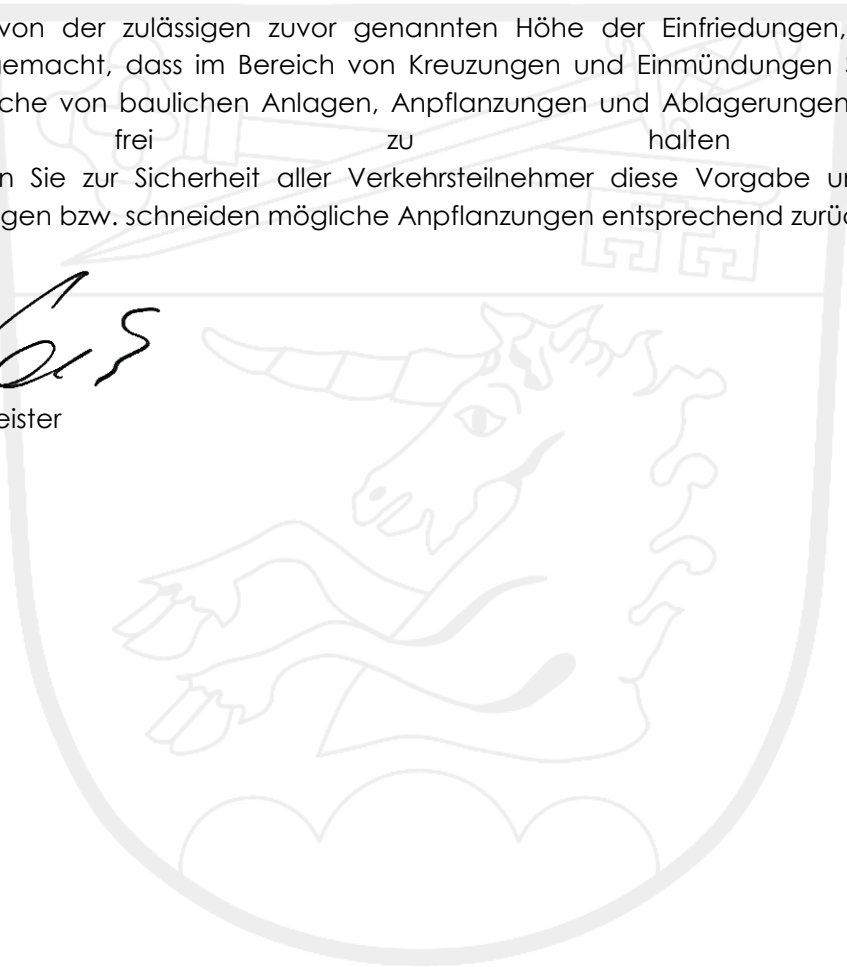 von der zulässigen zuvor genannten Höhe der Einfriedungen,
gemacht, dass im Bereich von Kreuzungen und Einmündungen S
che von baulichen Anlagen, Anpflanzungen und Ablagerungen
frei zu halten
n Sie zur Sicherheit aller Verkehrsteilnehmer diese Vorgabe u
gen bzw. schneiden mögliche Anpflanzungen entsprechend zurü
eister